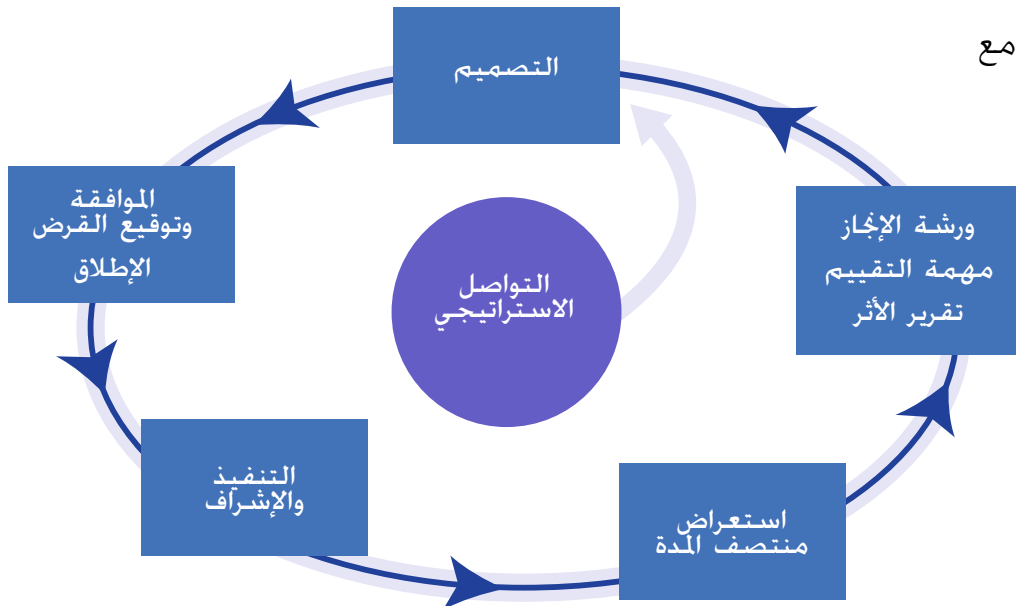 مع
التصميم
الموافقة
وتوقيع القرض
الإطلاق
ورشة الإنجاز
مهمة التقييم
تقرير الأثر
التواصل
الاستراتيجي
التنفيذ
والإشراف
استعراض
منتصف المدة